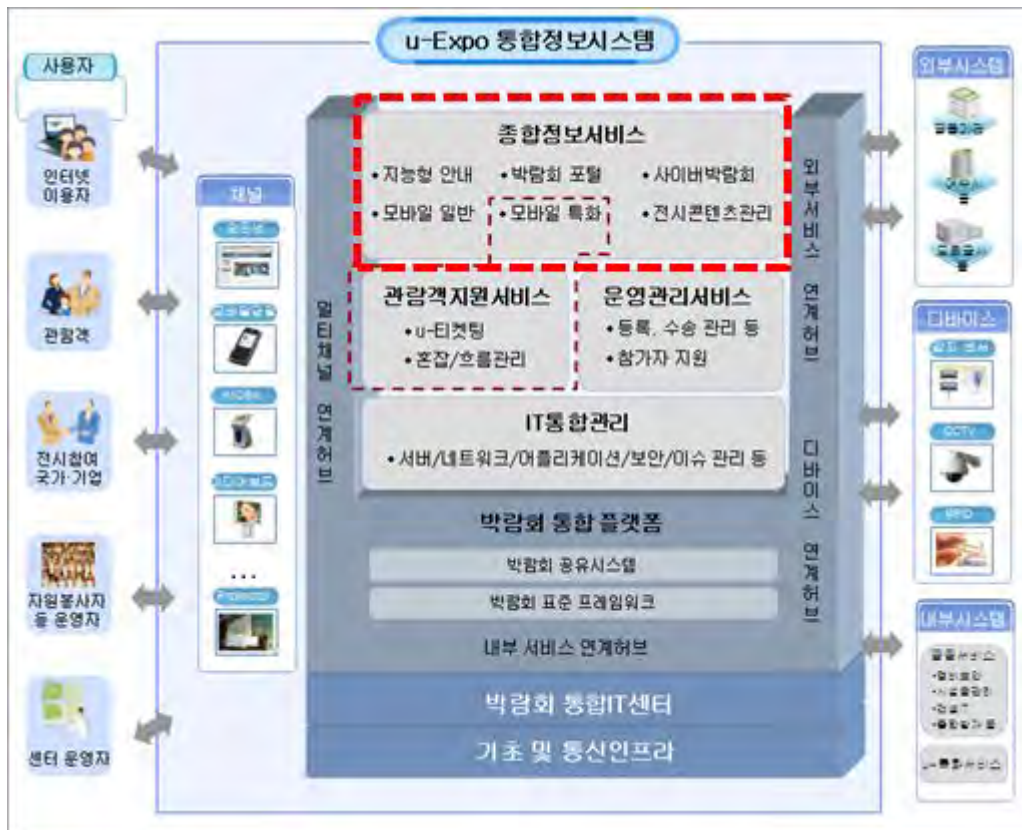 u-Expo 통합정보시스템
사용자
인터넷
이용자
관람객
전시참여
국가·기업
자원봉사자
등 운영자
센터 운영자
채널
...
멀티채널 연계허브
종합정보서비스
•지능형 안내
•박람회 포털
•사이버박람회
•모바일 일반
•모바일 특화
•전시콘텐츠관리
관람객지원서비스
•u-티켓팅
•혼잡/흐름관리
운영관리서비스
•등록, 수송 관리 등
•참가자 지원
IT통합관리
•서버/네트워크/어플리케이션/보안/이슈 관리 등
박람회 통합 플랫폼
박람회 공유시스템
박람회 표준 프레임워크
내부 서비스 연계허브
박람회 통합IT센터
기초 및 통신인프라
외부서비스 연계허브
디바이스 연계허브
외부시스템
디바이스
CCTV
RFID
내부시스템